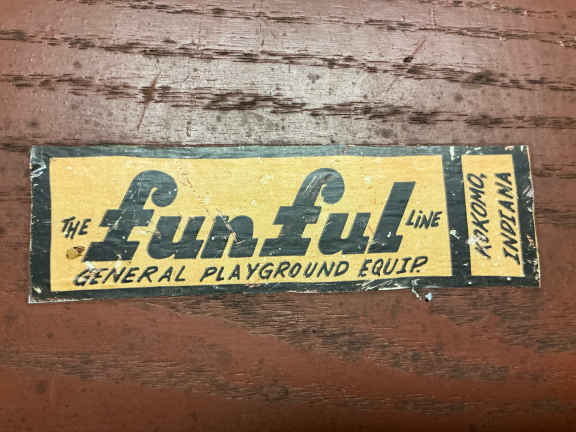 THE funful LINE
GENERAL PLAYGROUND EQUIP.
KOKOMO,
INDIANA